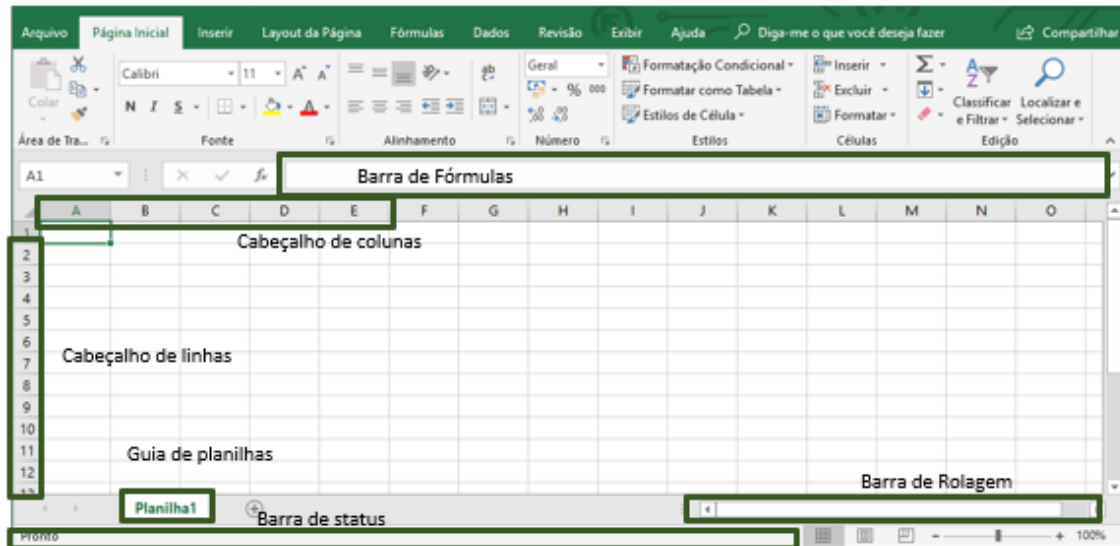 Arquivo Página Inicial Inserir Layout da Página Fórmulas Dados Revisão Exibir Ajuda Diga-me o que você deseja fazer Compartilhar
Colar
Calibri 11 A A
N I S A
ab
Geral
% 000
Formatação Condicional
Formatar como Tabela
Estilos de Célula
Inserir
Excluir
Formatar
Σ
A
Z
Classificar e Filtrar
Localizar e Selecionar
Área de Tra... Fonte Alinhamento Número Estilos Células Edição
A1 fx Barra de Fórmulas
A B C D E F G H I J K L M N O
1
Cabeçalho de colunas
2
3
4
5
6
Cabeçalho de linhas
7
8
9
10
11
Guia de planilhas
12
Barra de Rolagem
13
Planilha1
Barra de status
Pronto
- + 100%